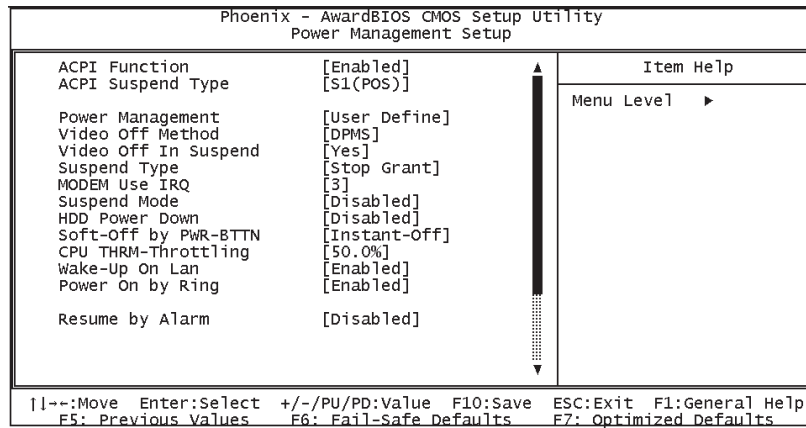 Phoenix - AwardBIOS CMOS Setup Utility
Power Management Setup
ACPI Function [Enabled]
ACPI Suspend Type [S1(POS)]
Power Management [User Define]
Video Off Method [DPMS]
Video Off In Suspend [Yes]
Suspend Type [Stop Grant]
MODEM Use IRQ [3]
Suspend Mode [Disabled]
HDD Power Down [Disabled]
Soft-Off by PWR-BTTN [Instant-Off]
CPU THRM-Throttling [50.0%]
Wake-Up On Lan [Enabled]
Power On by Ring [Enabled]
Resume by Alarm [Disabled]
Item Help
Menu Level ►
↑↓→←:Move Enter:Select +/-/PU/PD:Value F10:Save ESC:Exit F1:General Help
F5: Previous Values F6: Fail-Safe Defaults F7: Optimized Defaults